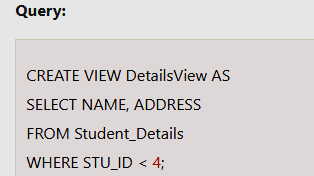 Query:
CREATE VIEW DetailsView AS
SELECT NAME, ADDRESS
FROM Student_Details
WHERE STU_ID < 4;